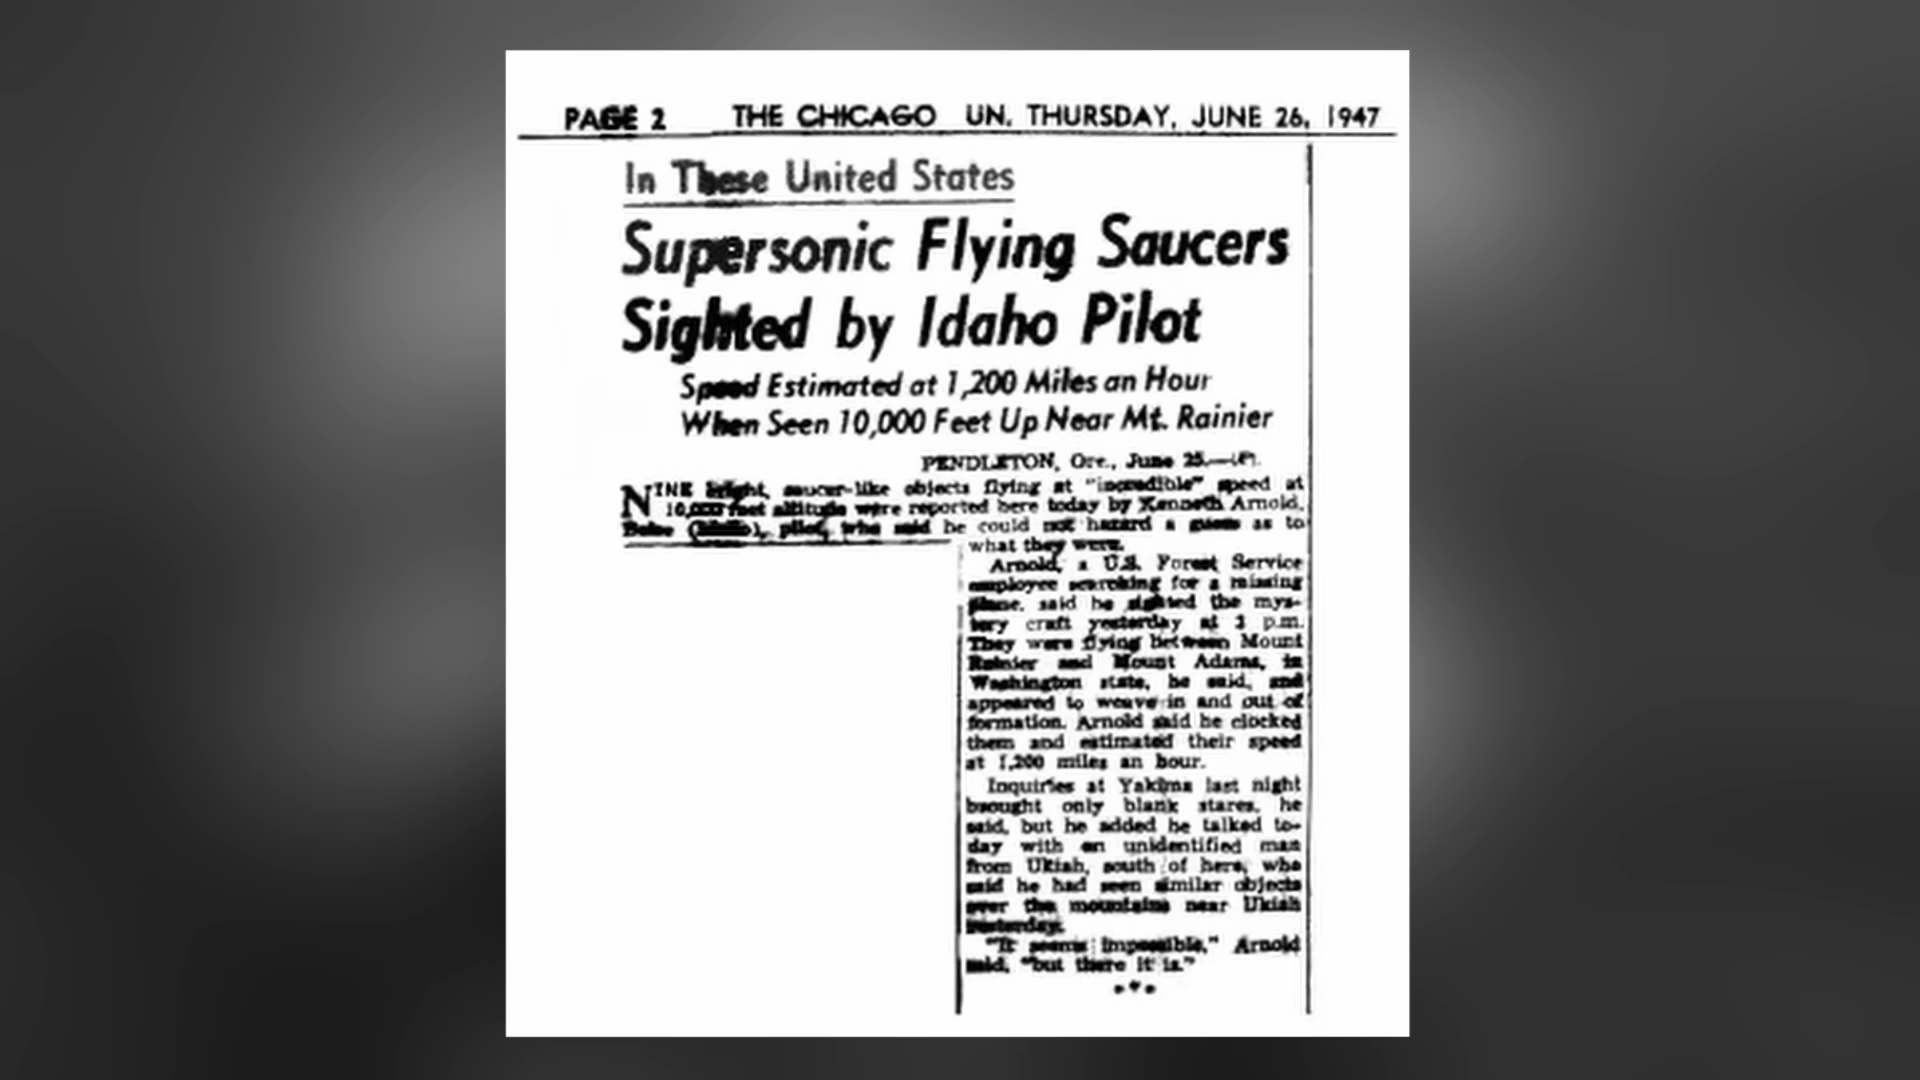 PAGE 2 THE CHICAGO UN. THURSDAY, JUNE 26, 1947
In These United States
Supersonic Flying Saucers
Sighted by Idaho Pilot
Speed Estimated at 1,200 Miles an Hour
When Seen 10,000 Feet Up Near Mt. Rainier
PENDLETON, Ore., June 25.—(P).
NINE bright, saucer-like objects flying at "incredible" speed at
10,000 feet altitude were reported here today by Kenneth Arnold,
Boise (Idaho), pilot, who said he could not hazard a guess as to
what they were.
Arnold, a U.S. Forest Service
employee searching for a missing
plane, said he sighted the mys-
tery craft yesterday at 3 p.m.
They were flying between Mount
Rainier and Mount Adams, in
Washington state, he said, and
appeared to weave in and out of
formation. Arnold said he clocked
them and estimated their speed
at 1,200 miles an hour.
Inquiries at Yakima last night
brought only blank stares, he
said, but he added he talked to-
day with an unidentified man
from Ukiah, south of here, who
said he had seen similar objects
over the mountains near Ukiah
yesterday.
"It seems impossible," Arnold
said, "but there it is."